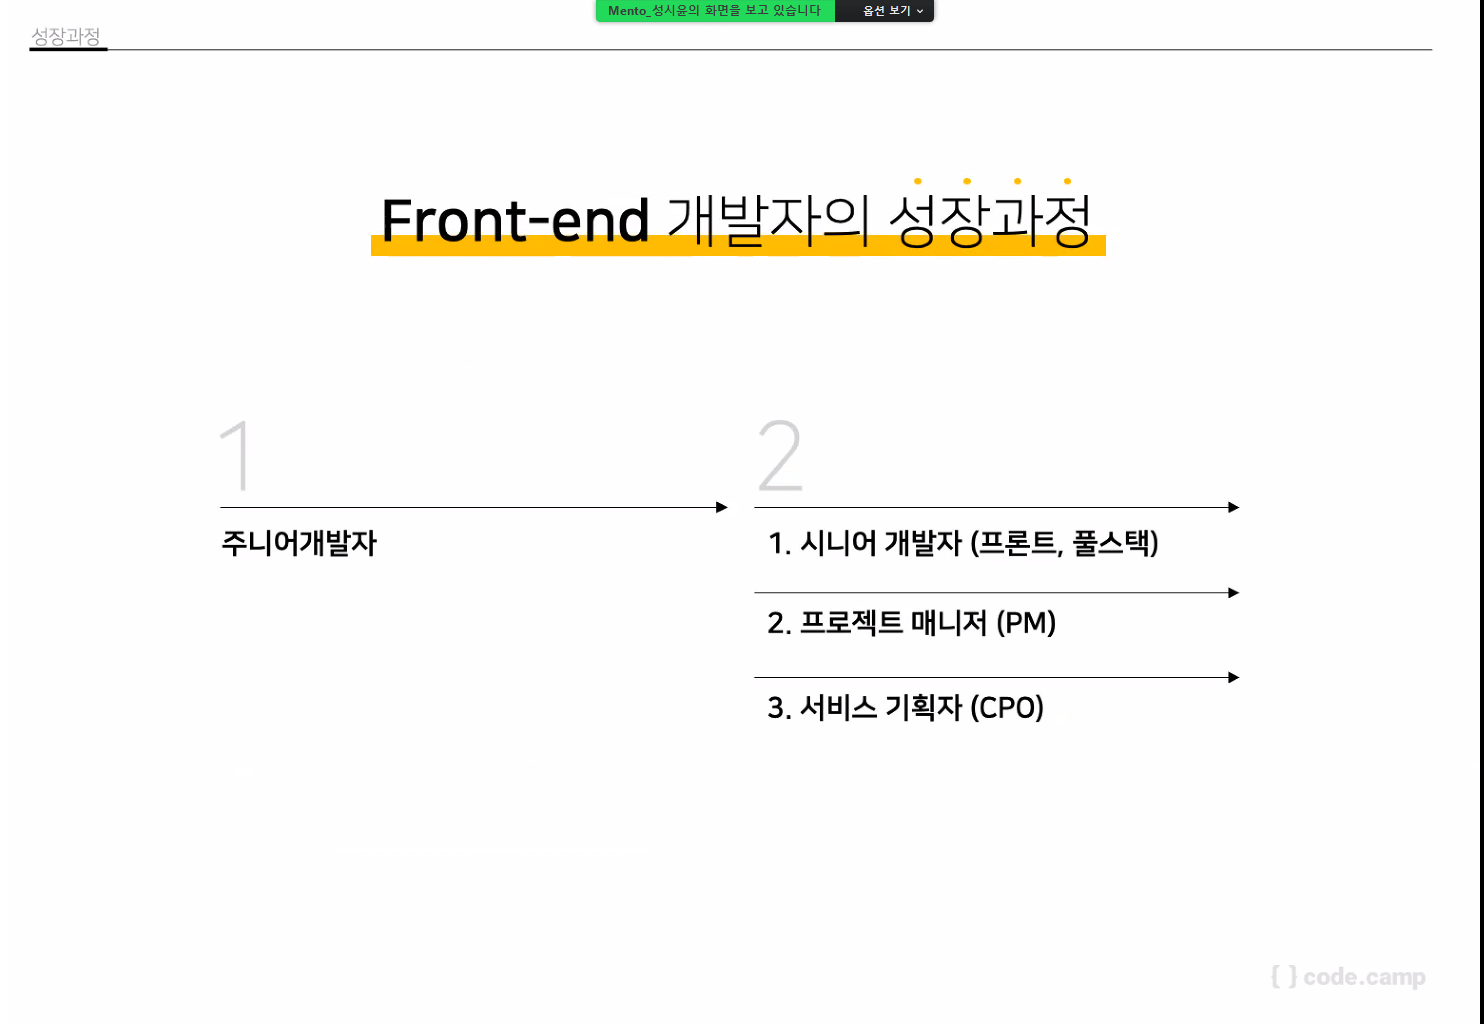 Mento_성시윤의 화면을 보고 있습니다 옵션 보기
성장과정
Front-end 개발자의 성장과정
1
주니어개발자
2
1. 시니어 개발자 (프론트, 풀스택)
2. 프로젝트 매니저 (PM)
3. 서비스 기획자 (CPO)
{ } code.camp